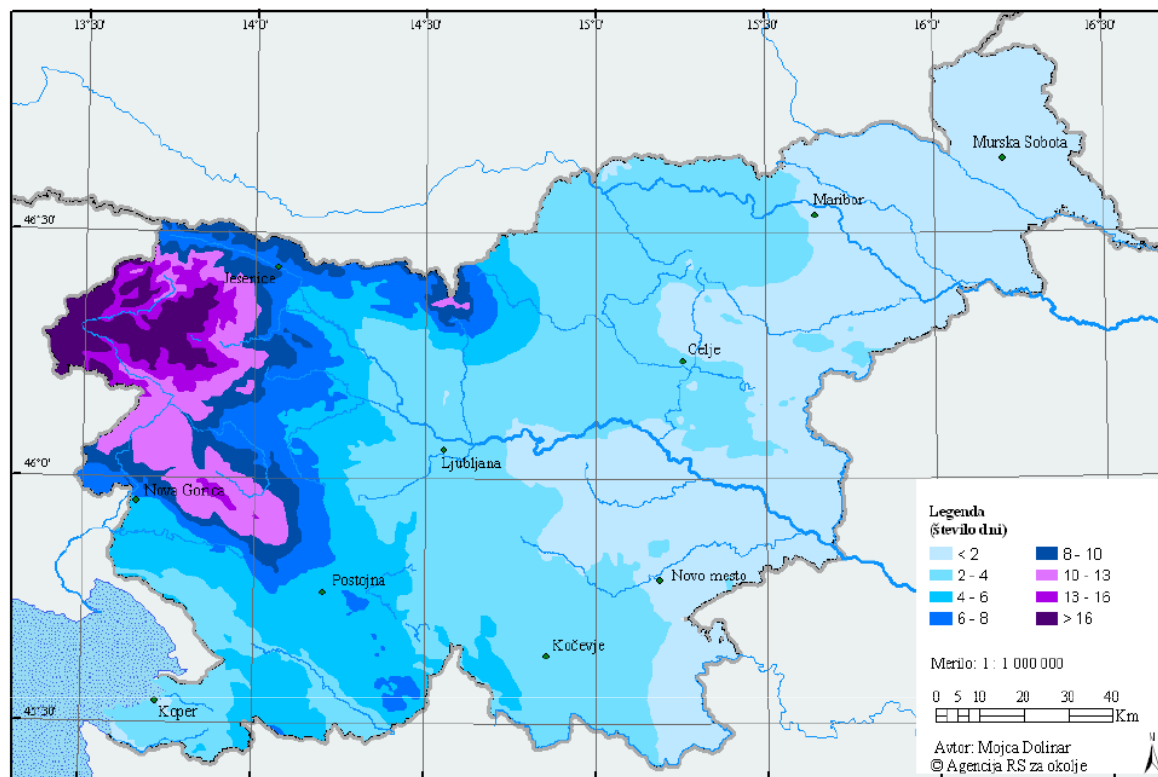 13°30' 14°0' 14°30' 15°0' 15°30' 16°0' 16°30'
Murska Sobota
Maribor
46°30'
Jesenice
Celje
Ljubljana
46°0'
Nova Gorica
Postojna
Novo mesto
Kočevje
Koper
45°30'
Legenda
(število dni)
< 2 8 - 10
2 - 4 10 - 13
4 - 6 13 - 16
6 - 8 > 16
Merilo: 1 : 1 000 000
0 5 10 20 30 40
Km
N
Avtor: Mojca Dolinar
© Agencija RS za okolje